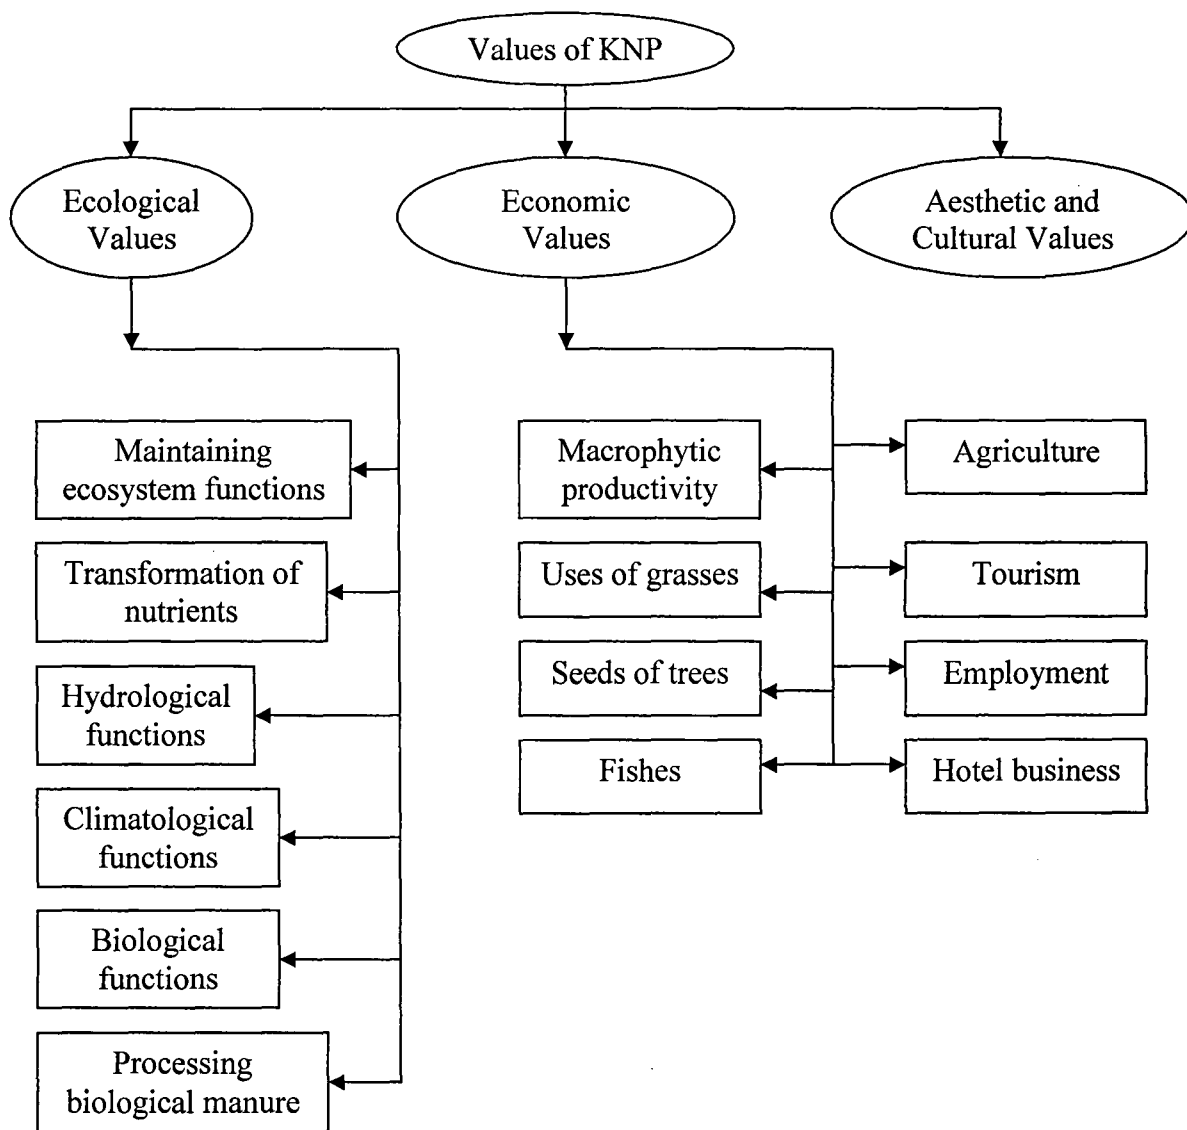 Values of KNP
Ecological
Values
Economic
Values
Aesthetic and
Cultural Values
Maintaining
ecosystem functions
Transformation of
nutrients
Hydrological
functions
Climatological
functions
Biological
functions
Processing
biological manure
Macrophytic
productivity
Uses of grasses
Seeds of trees
Fishes
Agriculture
Tourism
Employment
Hotel business